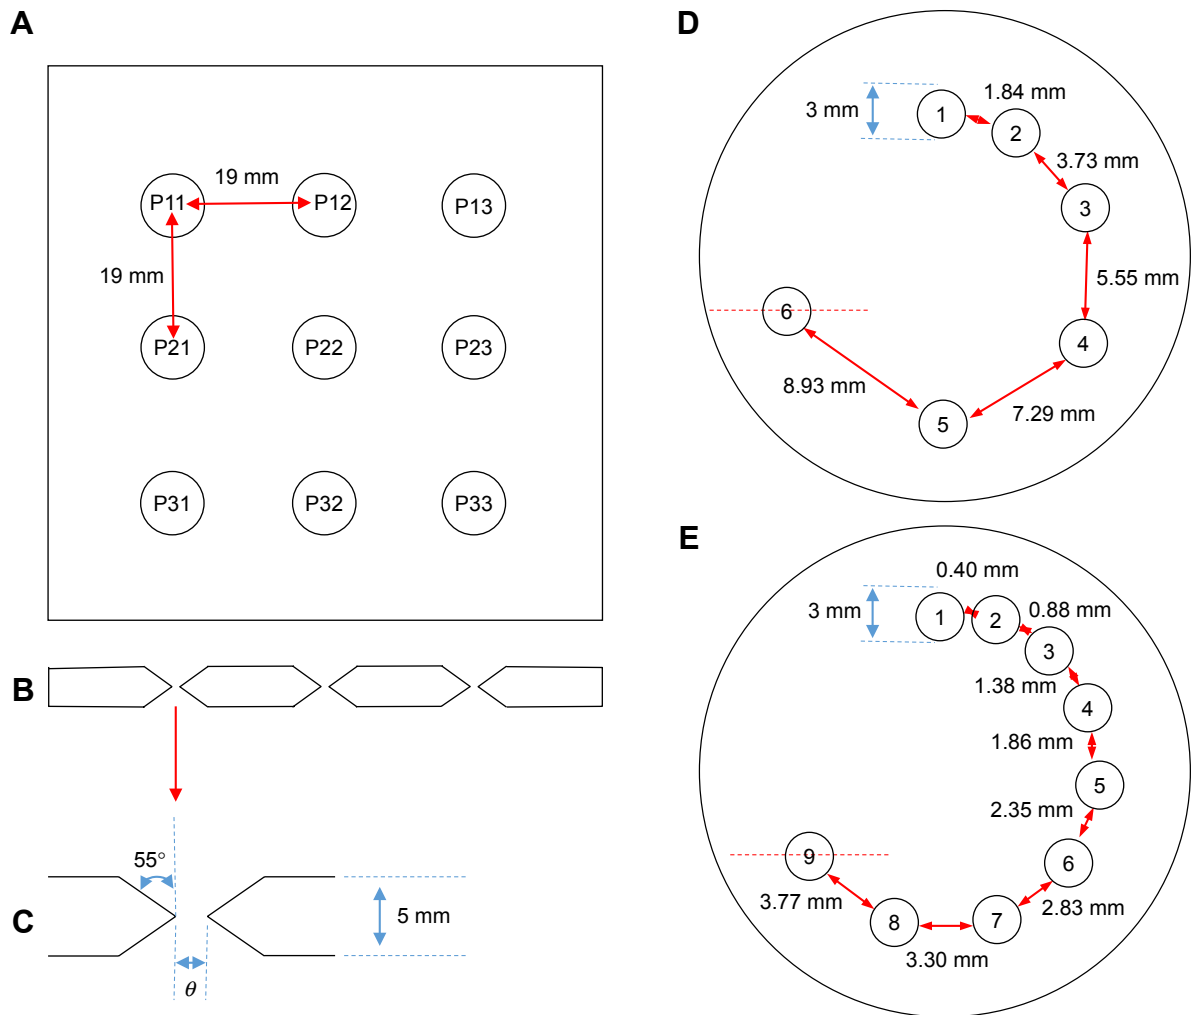 A
19 mm
P11
P12
P13
19 mm
P21
P22
P23
P31
P32
P33
B
C
55°
5 mm
θ
D
3 mm
1
1.84 mm
2
3.73 mm
3
5.55 mm
4
7.29 mm
5
8.93 mm
6
E
3 mm
0.40 mm
1
2
0.88 mm
3
1.38 mm
4
1.86 mm
5
2.35 mm
6
2.83 mm
7
3.30 mm
8
3.77 mm
9